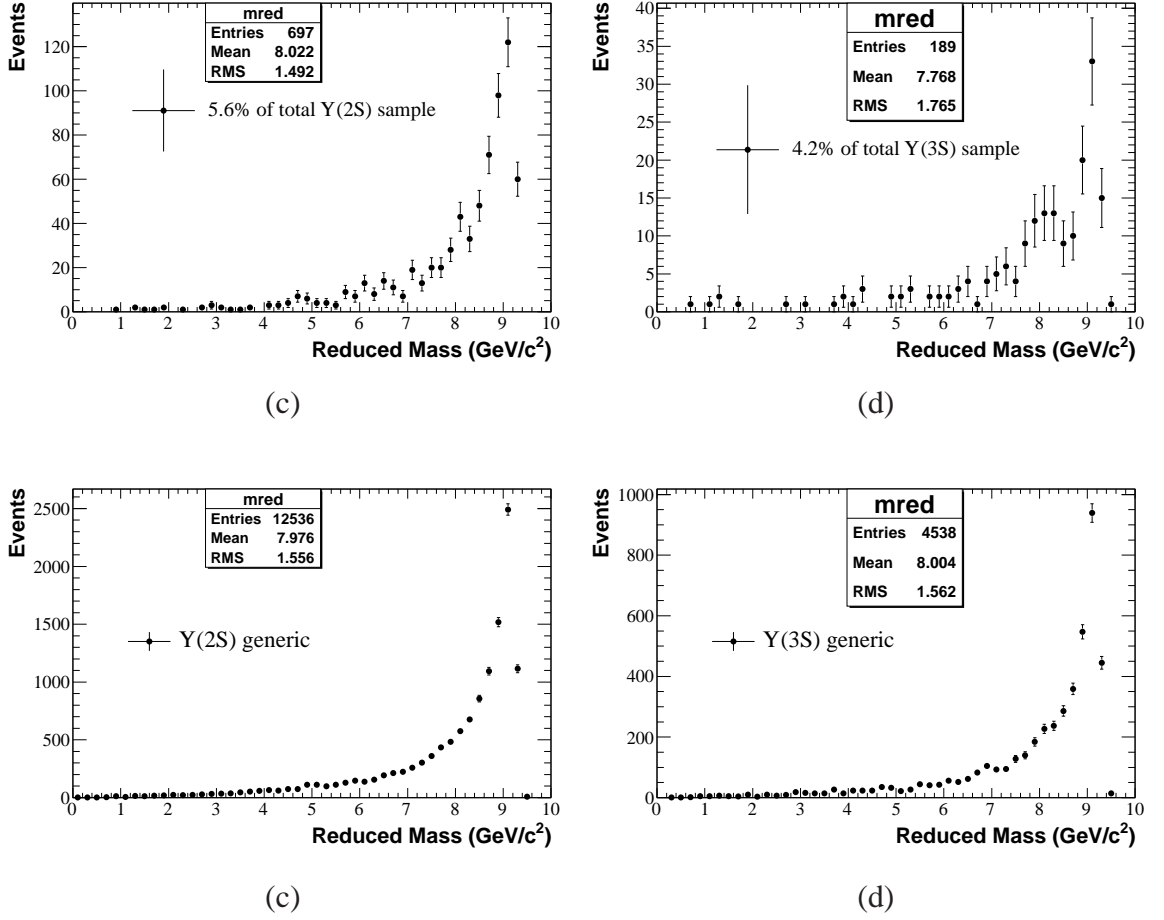 mred
Entries 697
Mean 8.022
RMS 1.492
5.6% of total Υ(2S) sample
Events
0 20 40 60 80 100 120
0 1 2 3 4 5 6 7 8 9 10
Reduced Mass (GeV/c²)
(c)
mred
Entries 189
Mean 7.768
RMS 1.765
4.2% of total Υ(3S) sample
Events
0 5 10 15 20 25 30 35 40
0 1 2 3 4 5 6 7 8 9 10
Reduced Mass (GeV/c²)
(d)
mred
Entries 12536
Mean 7.976
RMS 1.556
Υ(2S) generic
Events
0 500 1000 1500 2000 2500
0 1 2 3 4 5 6 7 8 9 10
Reduced Mass (GeV/c²)
(c)
mred
Entries 4538
Mean 8.004
RMS 1.562
Υ(3S) generic
Events
0 200 400 600 800 1000
0 1 2 3 4 5 6 7 8 9 10
Reduced Mass (GeV/c²)
(d)